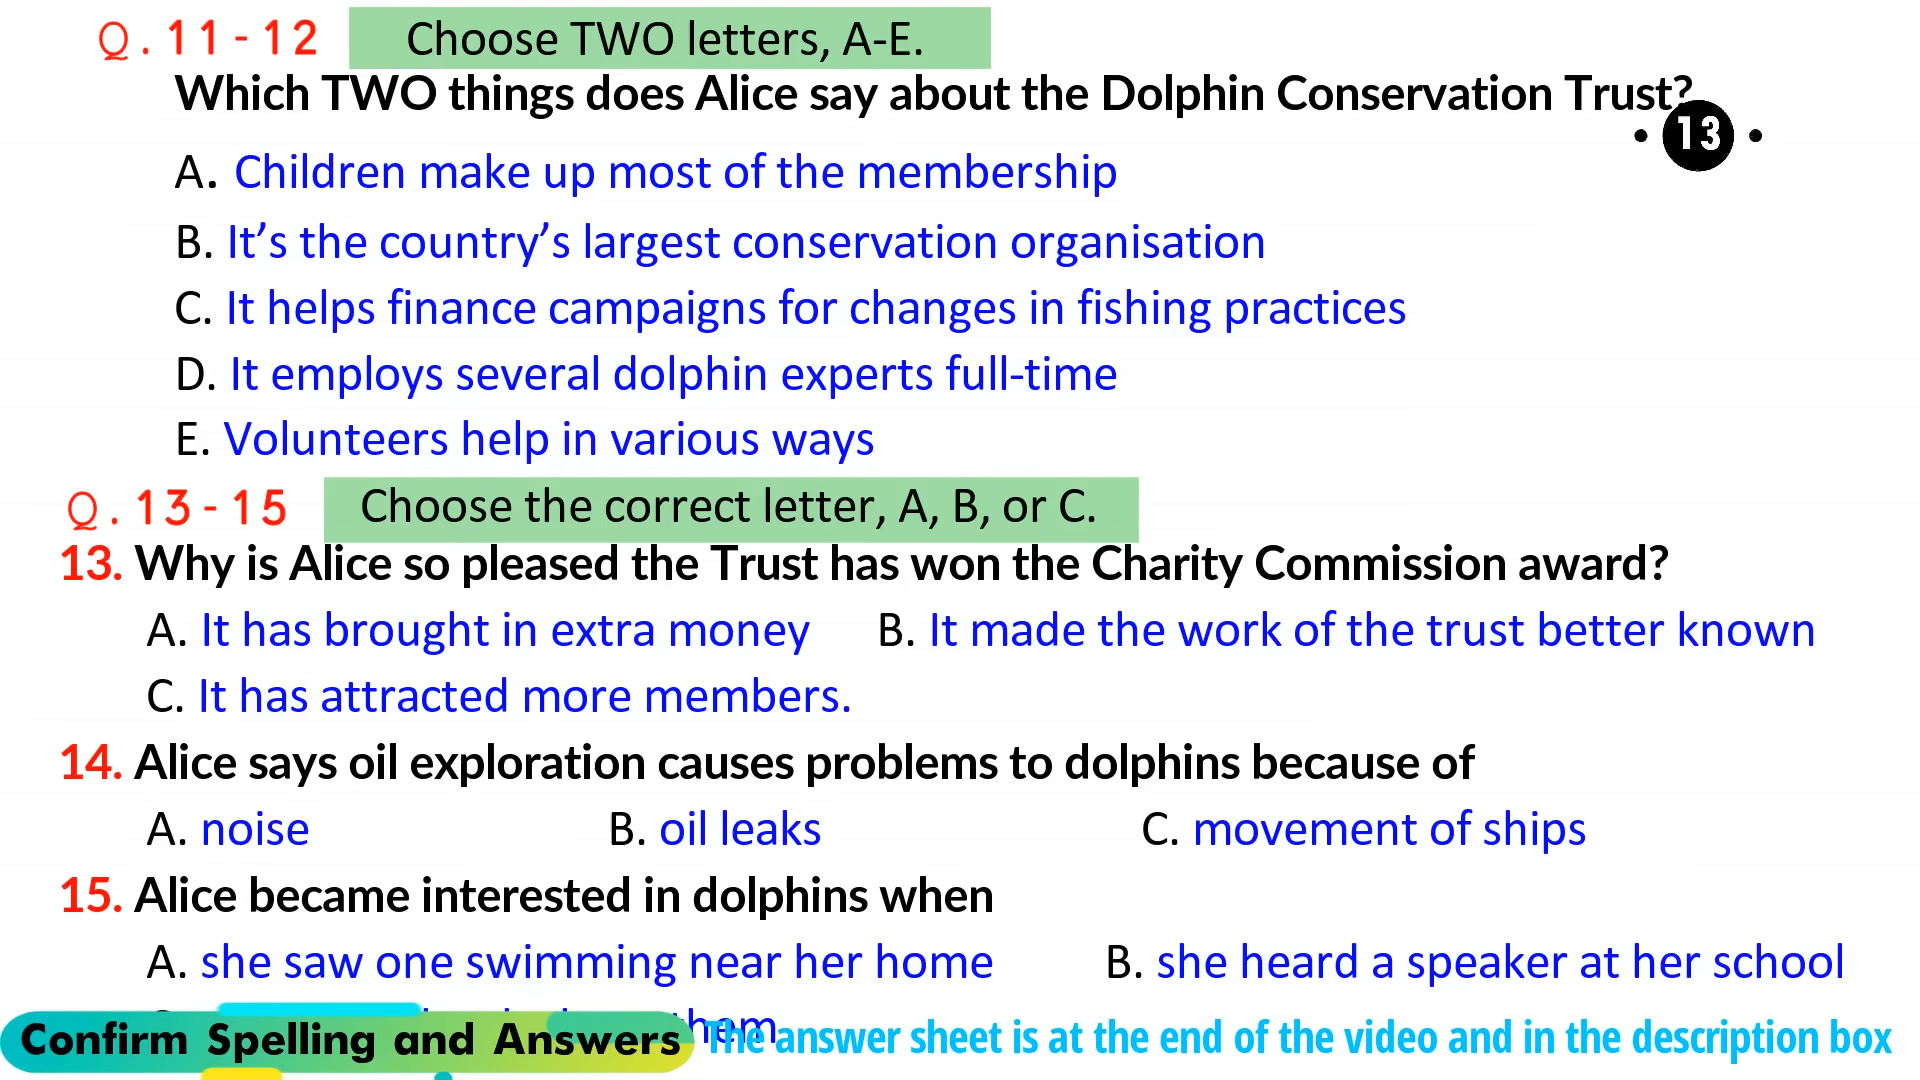 Q.11-12 Choose TWO letters, A-E.
Which TWO things does Alice say about the Dolphin Conservation Trust?
13
A. Children make up most of the membership
B. It’s the country’s largest conservation organisation
C. It helps finance campaigns for changes in fishing practices
D. It employs several dolphin experts full-time
E. Volunteers help in various ways
Q.13-15 Choose the correct letter, A, B, or C.
13. Why is Alice so pleased the Trust has won the Charity Commission award?
A. It has brought in extra money B. It made the work of the trust better known
C. It has attracted more members.
14. Alice says oil exploration causes problems to dolphins because of
A. noise B. oil leaks C. movement of ships
15. Alice became interested in dolphins when
A. she saw one swimming near her home B. she heard a speaker at her school
them
Confirm Spelling and Answers The answer sheet is at the end of the video and in the description box